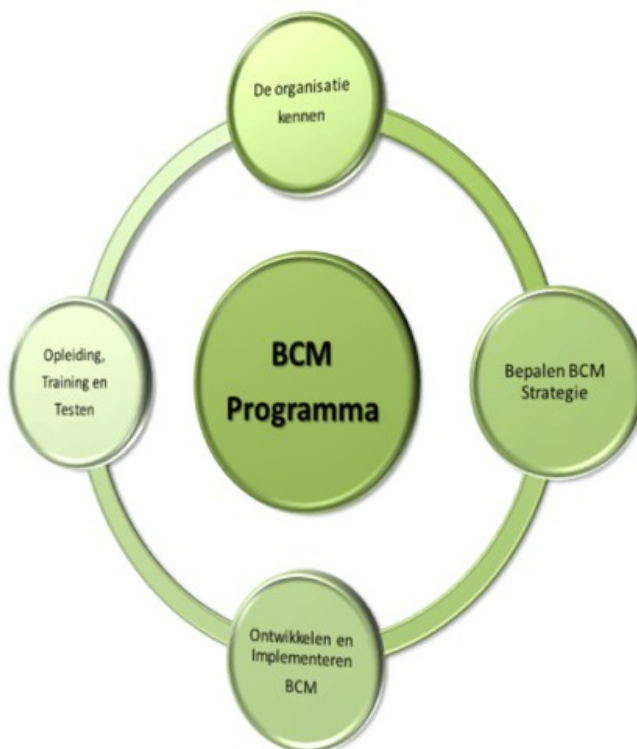 De organisatie
kennen
Opleiding,
Training en
Testen
BCM
Programma
Bepalen BCM
Strategie
Ontwikkelen en
Implementeren
BCM